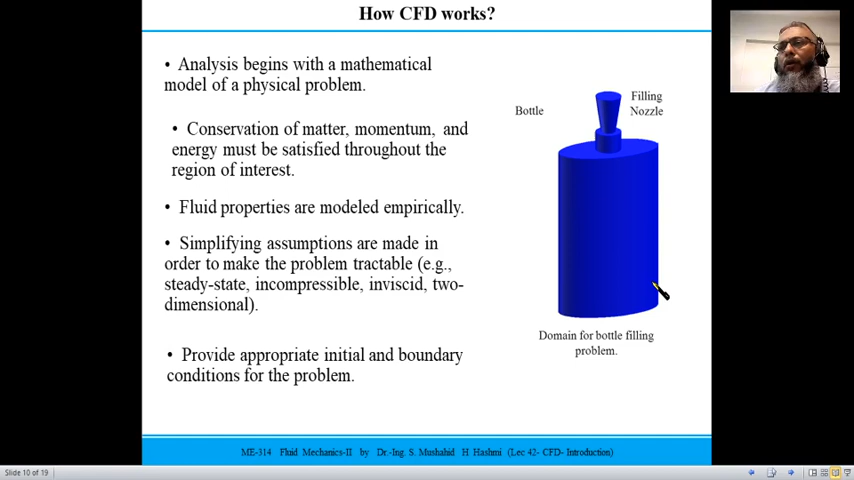 How CFD works?
• Analysis begins with a mathematical
model of a physical problem.
• Conservation of matter, momentum, and
energy must be satisfied throughout the
region of interest.
• Fluid properties are modeled empirically.
• Simplifying assumptions are made in
order to make the problem tractable (e.g.,
steady-state, incompressible, inviscid, two-
dimensional).
• Provide appropriate initial and boundary
conditions for the problem.
Bottle
Filling
Nozzle
Domain for bottle filling
problem.
ME-314 Fluid Mechanics-II by Dr.-Ing. S. Mushahid H. Hashmi (Lec 42- CFD- Introduction)
Slide 10 of 19